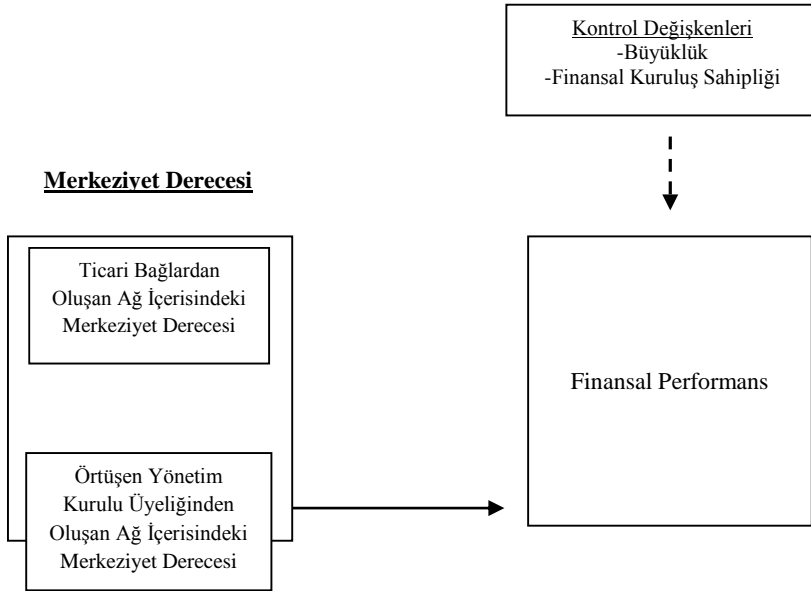 Kontrol Değişkenleri
-Büyüklük
-Finansal Kuruluş Sahipliği
Merkeziyet Derecesi
Ticari Bağlardan
Oluşan Ağ İçerisindeki
Merkeziyet Derecesi
Finansal Performans
Örtüşen Yönetim
Kurulu Üyeliğinden
Oluşan Ağ İçerisindeki
Merkeziyet Derecesi